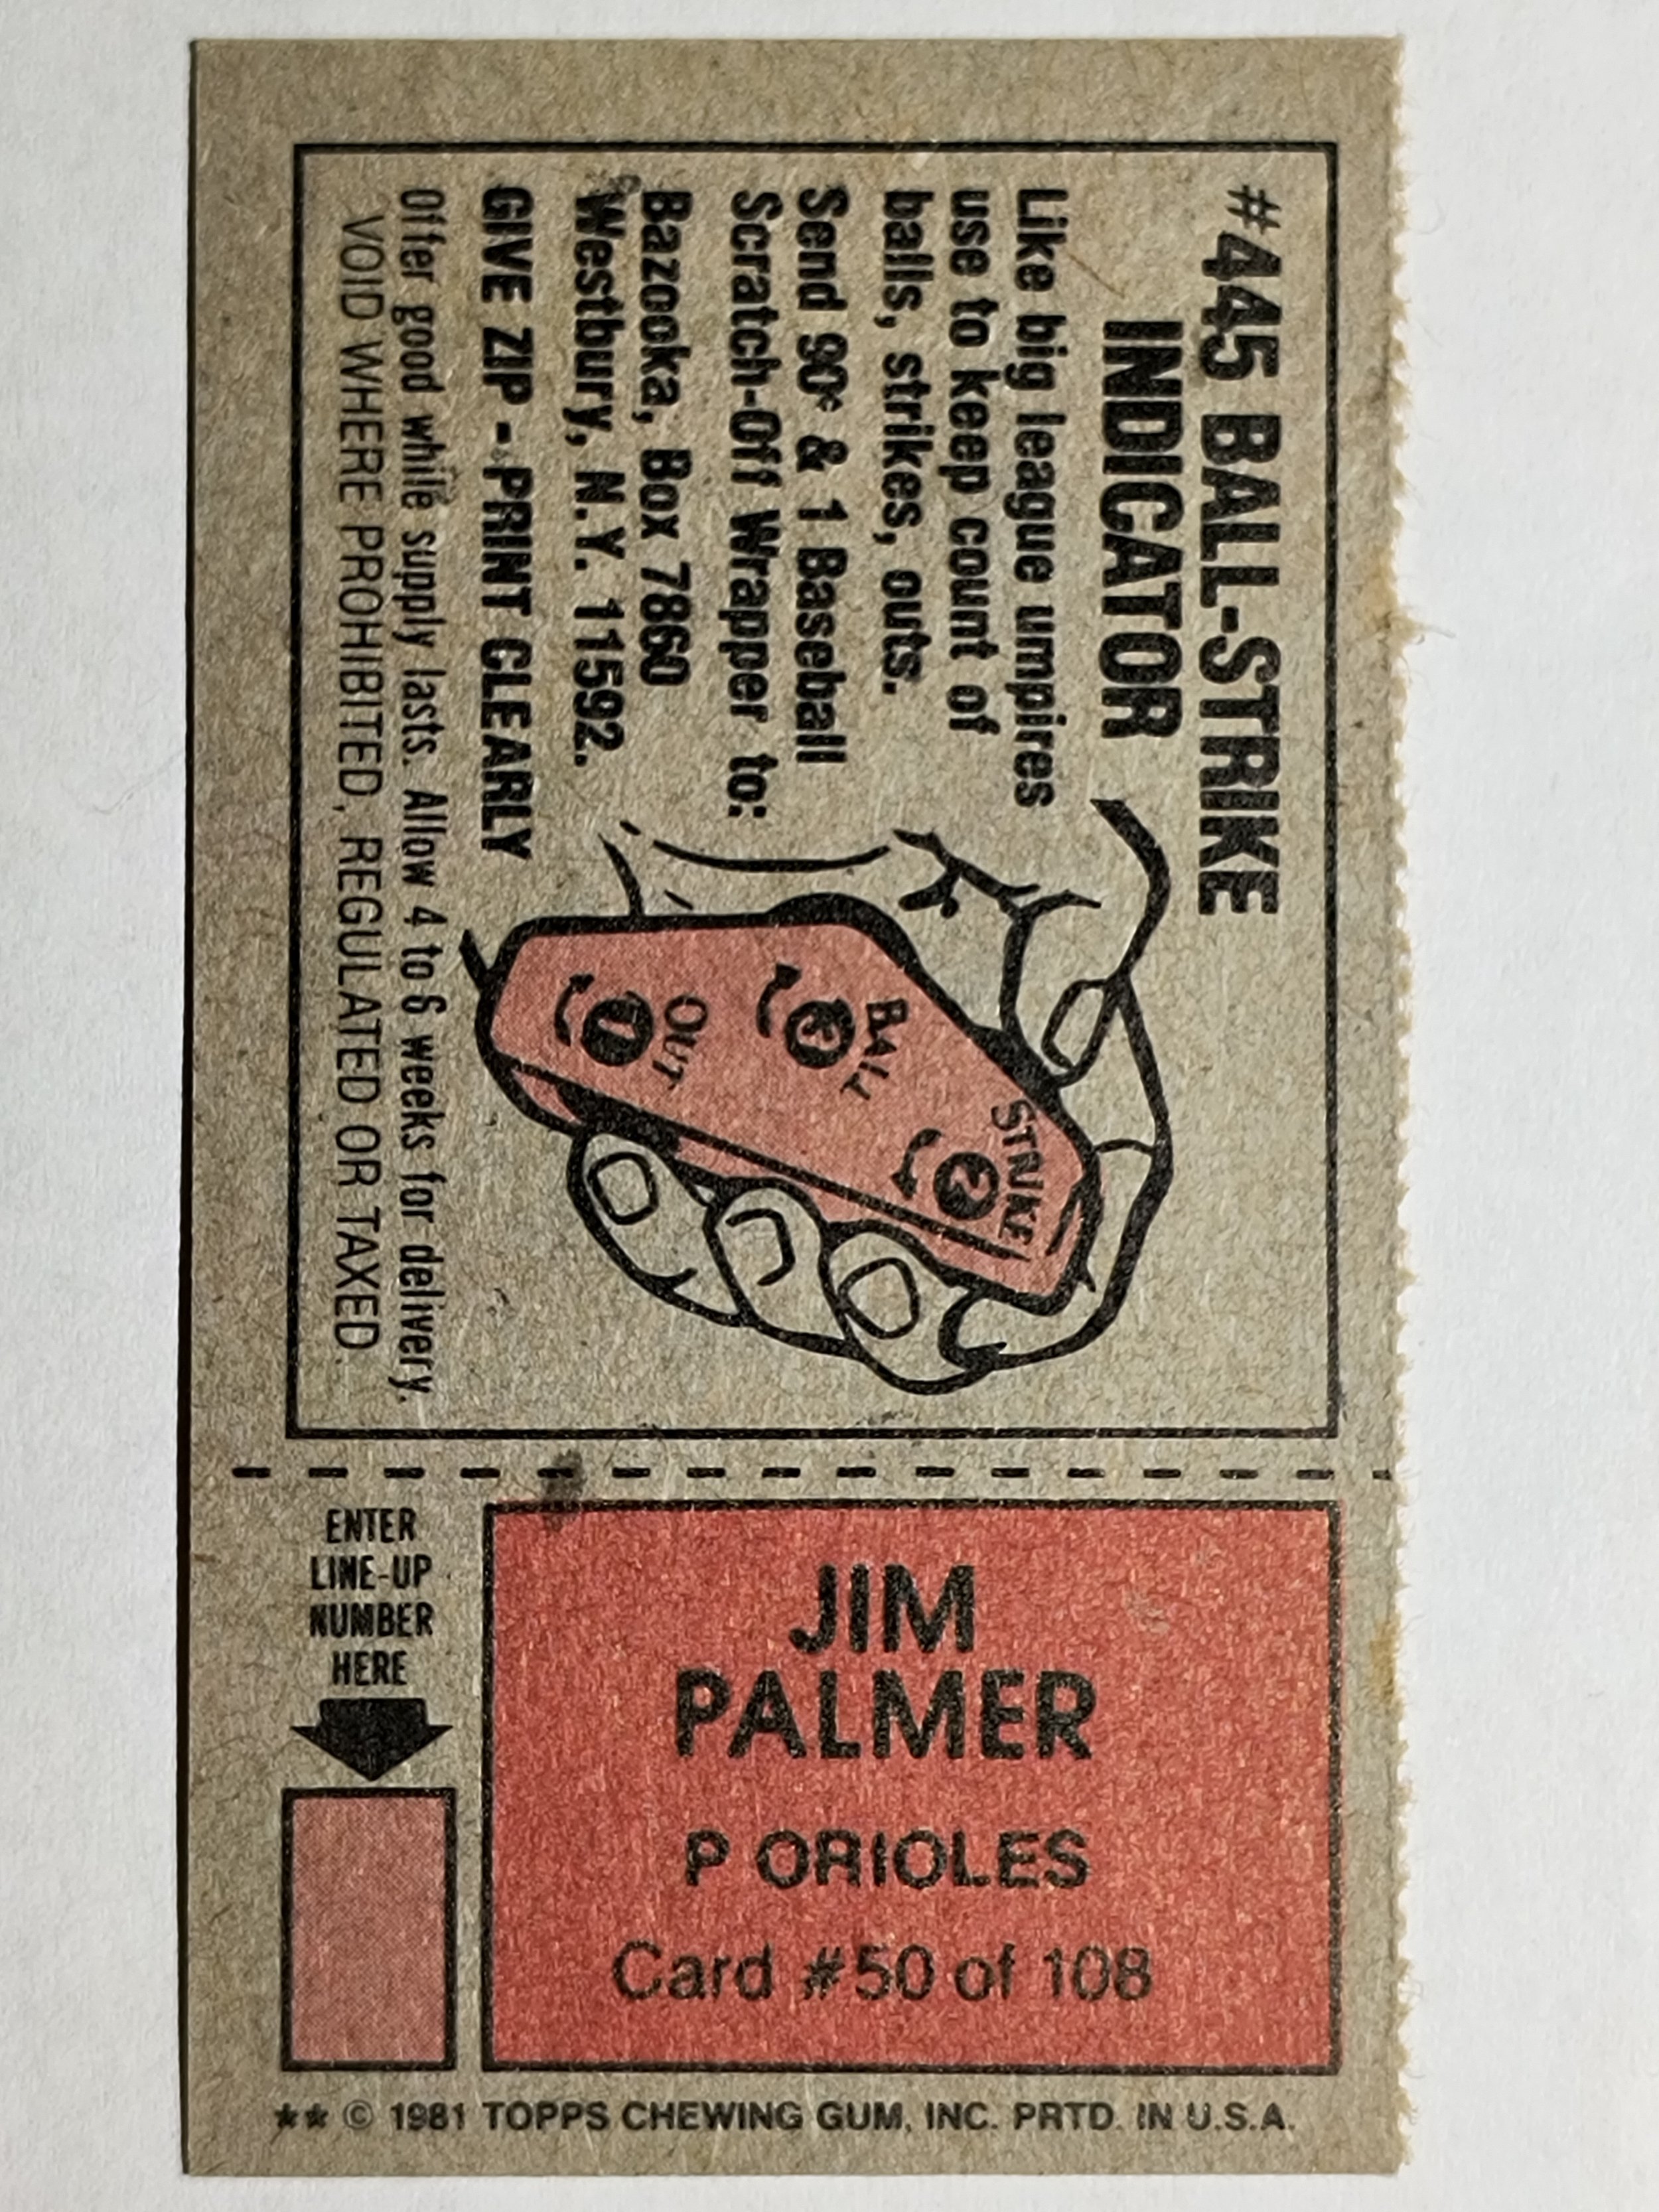 #445 BALL-STRIKE
INDICATOR
Like big league umpires
use to keep count of
balls, strikes, outs.
Send 90¢ & 1 Baseball
Scratch-Off Wrapper to:
Bazooka, Box 7860
Westbury, N.Y. 11592.
GIVE ZIP - PRINT CLEARLY
Offer good while supply lasts. Allow 4 to 6 weeks for delivery.
VOID WHERE PROHIBITED, REGULATED OR TAXED
STRIKE
2
BALL
3
OUT
1
JIM
PALMER
P ORIOLES
Card #50 of 108
ENTER
LINE-UP
NUMBER
HERE
** © 1981 TOPPS CHEWING GUM, INC. PRTD. IN U.S.A.